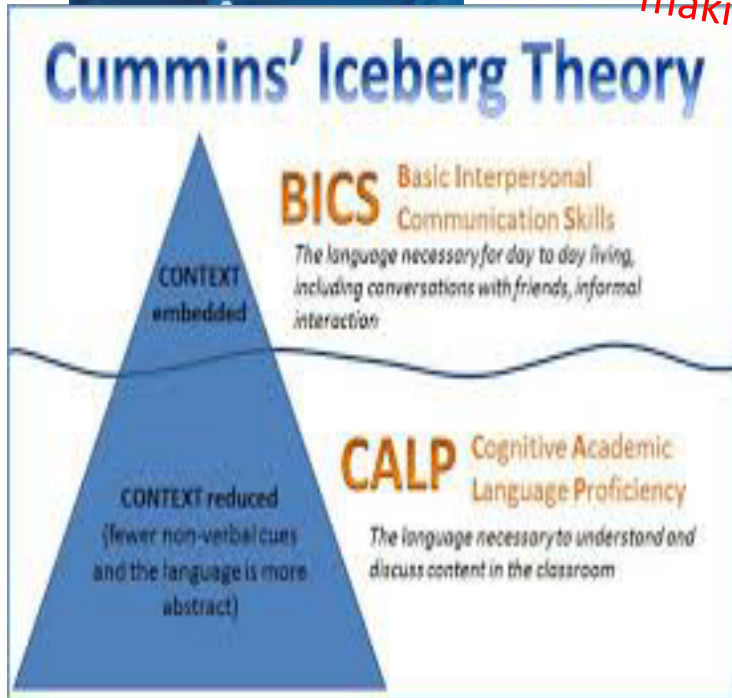 Cummins' Iceberg Theory
BICS
Basic Interpersonal
Communication Skills
The language necessary for day to day living,
including conversations with friends, informal
interaction
CONTEXT
embedded
CALP
Cognitive Academic
Language Proficiency
The language necessary to understand and
discuss content in the classroom
CONTEXT reduced
(fewer non-verbal cues
and the language is more
abstract)